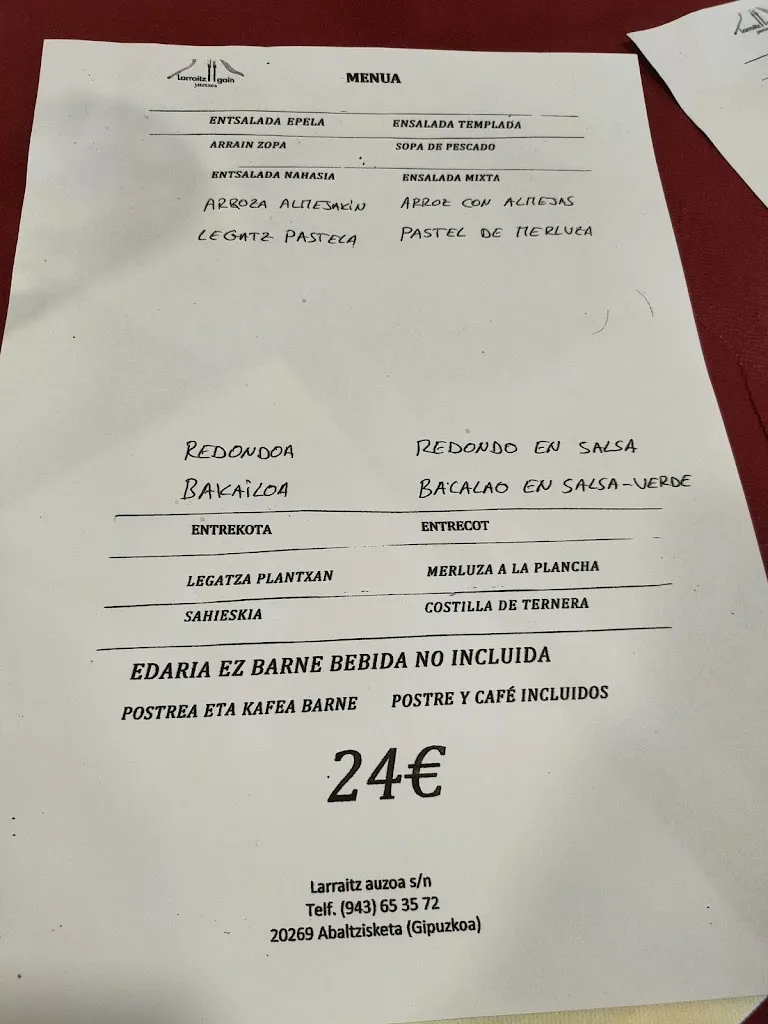 Larraitz gain
jatetxea
MENUA
ENTSALADA EPELA ENSALADA TEMPLADA
ARRAIN ZOPA SOPA DE PESCADO
ENTSALADA NAHASIA ENSALADA MIXTA
ARROZA ALMEJAKIN ARROZ CON ALMEJAS
LEGATZ PASTELA PASTEL DE MERLUZA
REDONDOA REDONDO EN SALSA
BAKAILOA BACALAO EN SALSA-VERDE
ENTREKOTA ENTRECOT
LEGATZA PLANTXAN MERLUZA A LA PLANCHA
SAHIESKIA COSTILLA DE TERNERA
EDARIA EZ BARNE BEBIDA NO INCLUIDA
POSTREA ETA KAFEA BARNE POSTRE Y CAFÉ INCLUIDOS
24€
Larraitz auzoa s/n
Telf. (943) 65 35 72
20269 Abaltzisketa (Gipuzkoa)